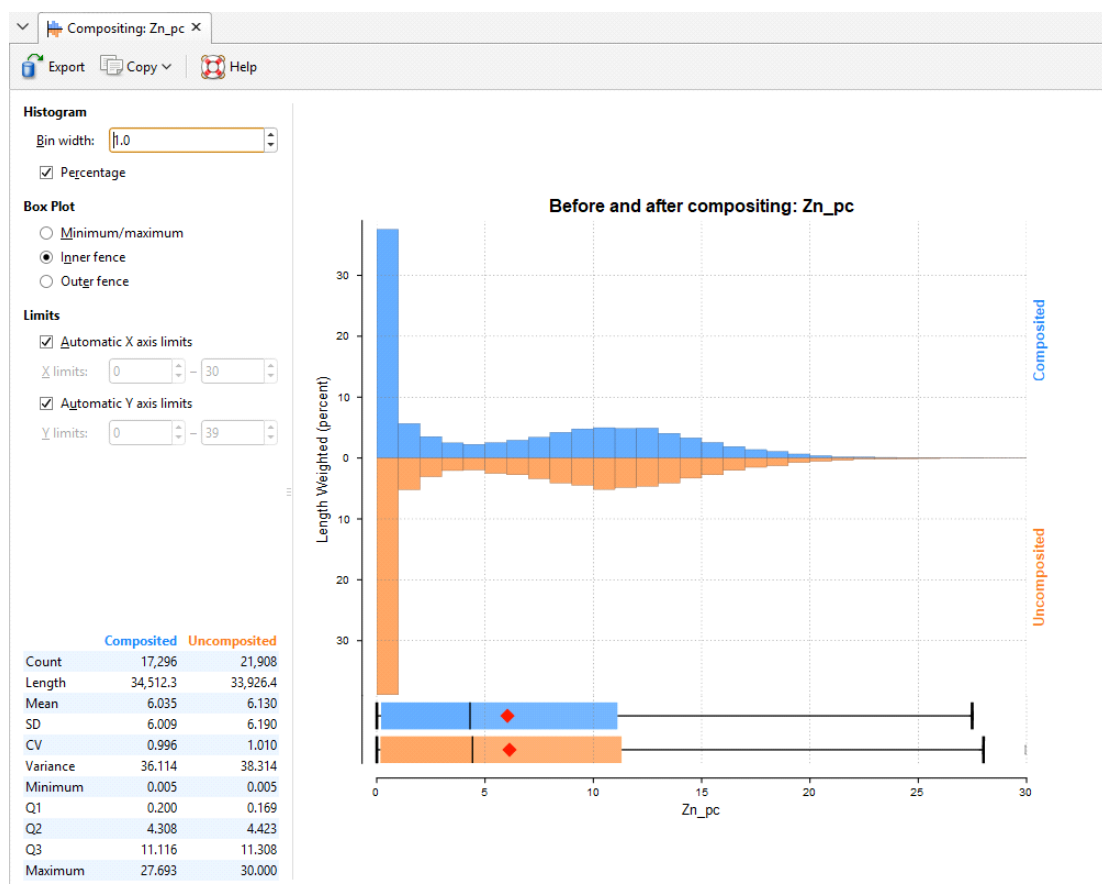 Compositing: Zn_pc ×
Export Copy Help
Histogram
Bin width: 1.0
Percentage
Box Plot
Minimum/maximum
Inner fence
Outer fence
Limits
Automatic X axis limits
X limits: 0 – 30
Automatic Y axis limits
Y limits: 0 – 39
Composited Uncomposited
Count 17,296 21,908
Length 34,512.3 33,926.4
Mean 6.035 6.130
SD 6.009 6.190
CV 0.996 1.010
Variance 36.114 38.314
Minimum 0.005 0.005
Q1 0.200 0.169
Q2 4.308 4.423
Q3 11.116 11.308
Maximum 27.693 30.000
Before and after compositing: Zn_pc
Length Weighted (percent)
30
20
10
0
10
20
30
Composited
Uncomposited
0 5 10 15 20 25 30
Zn_pc